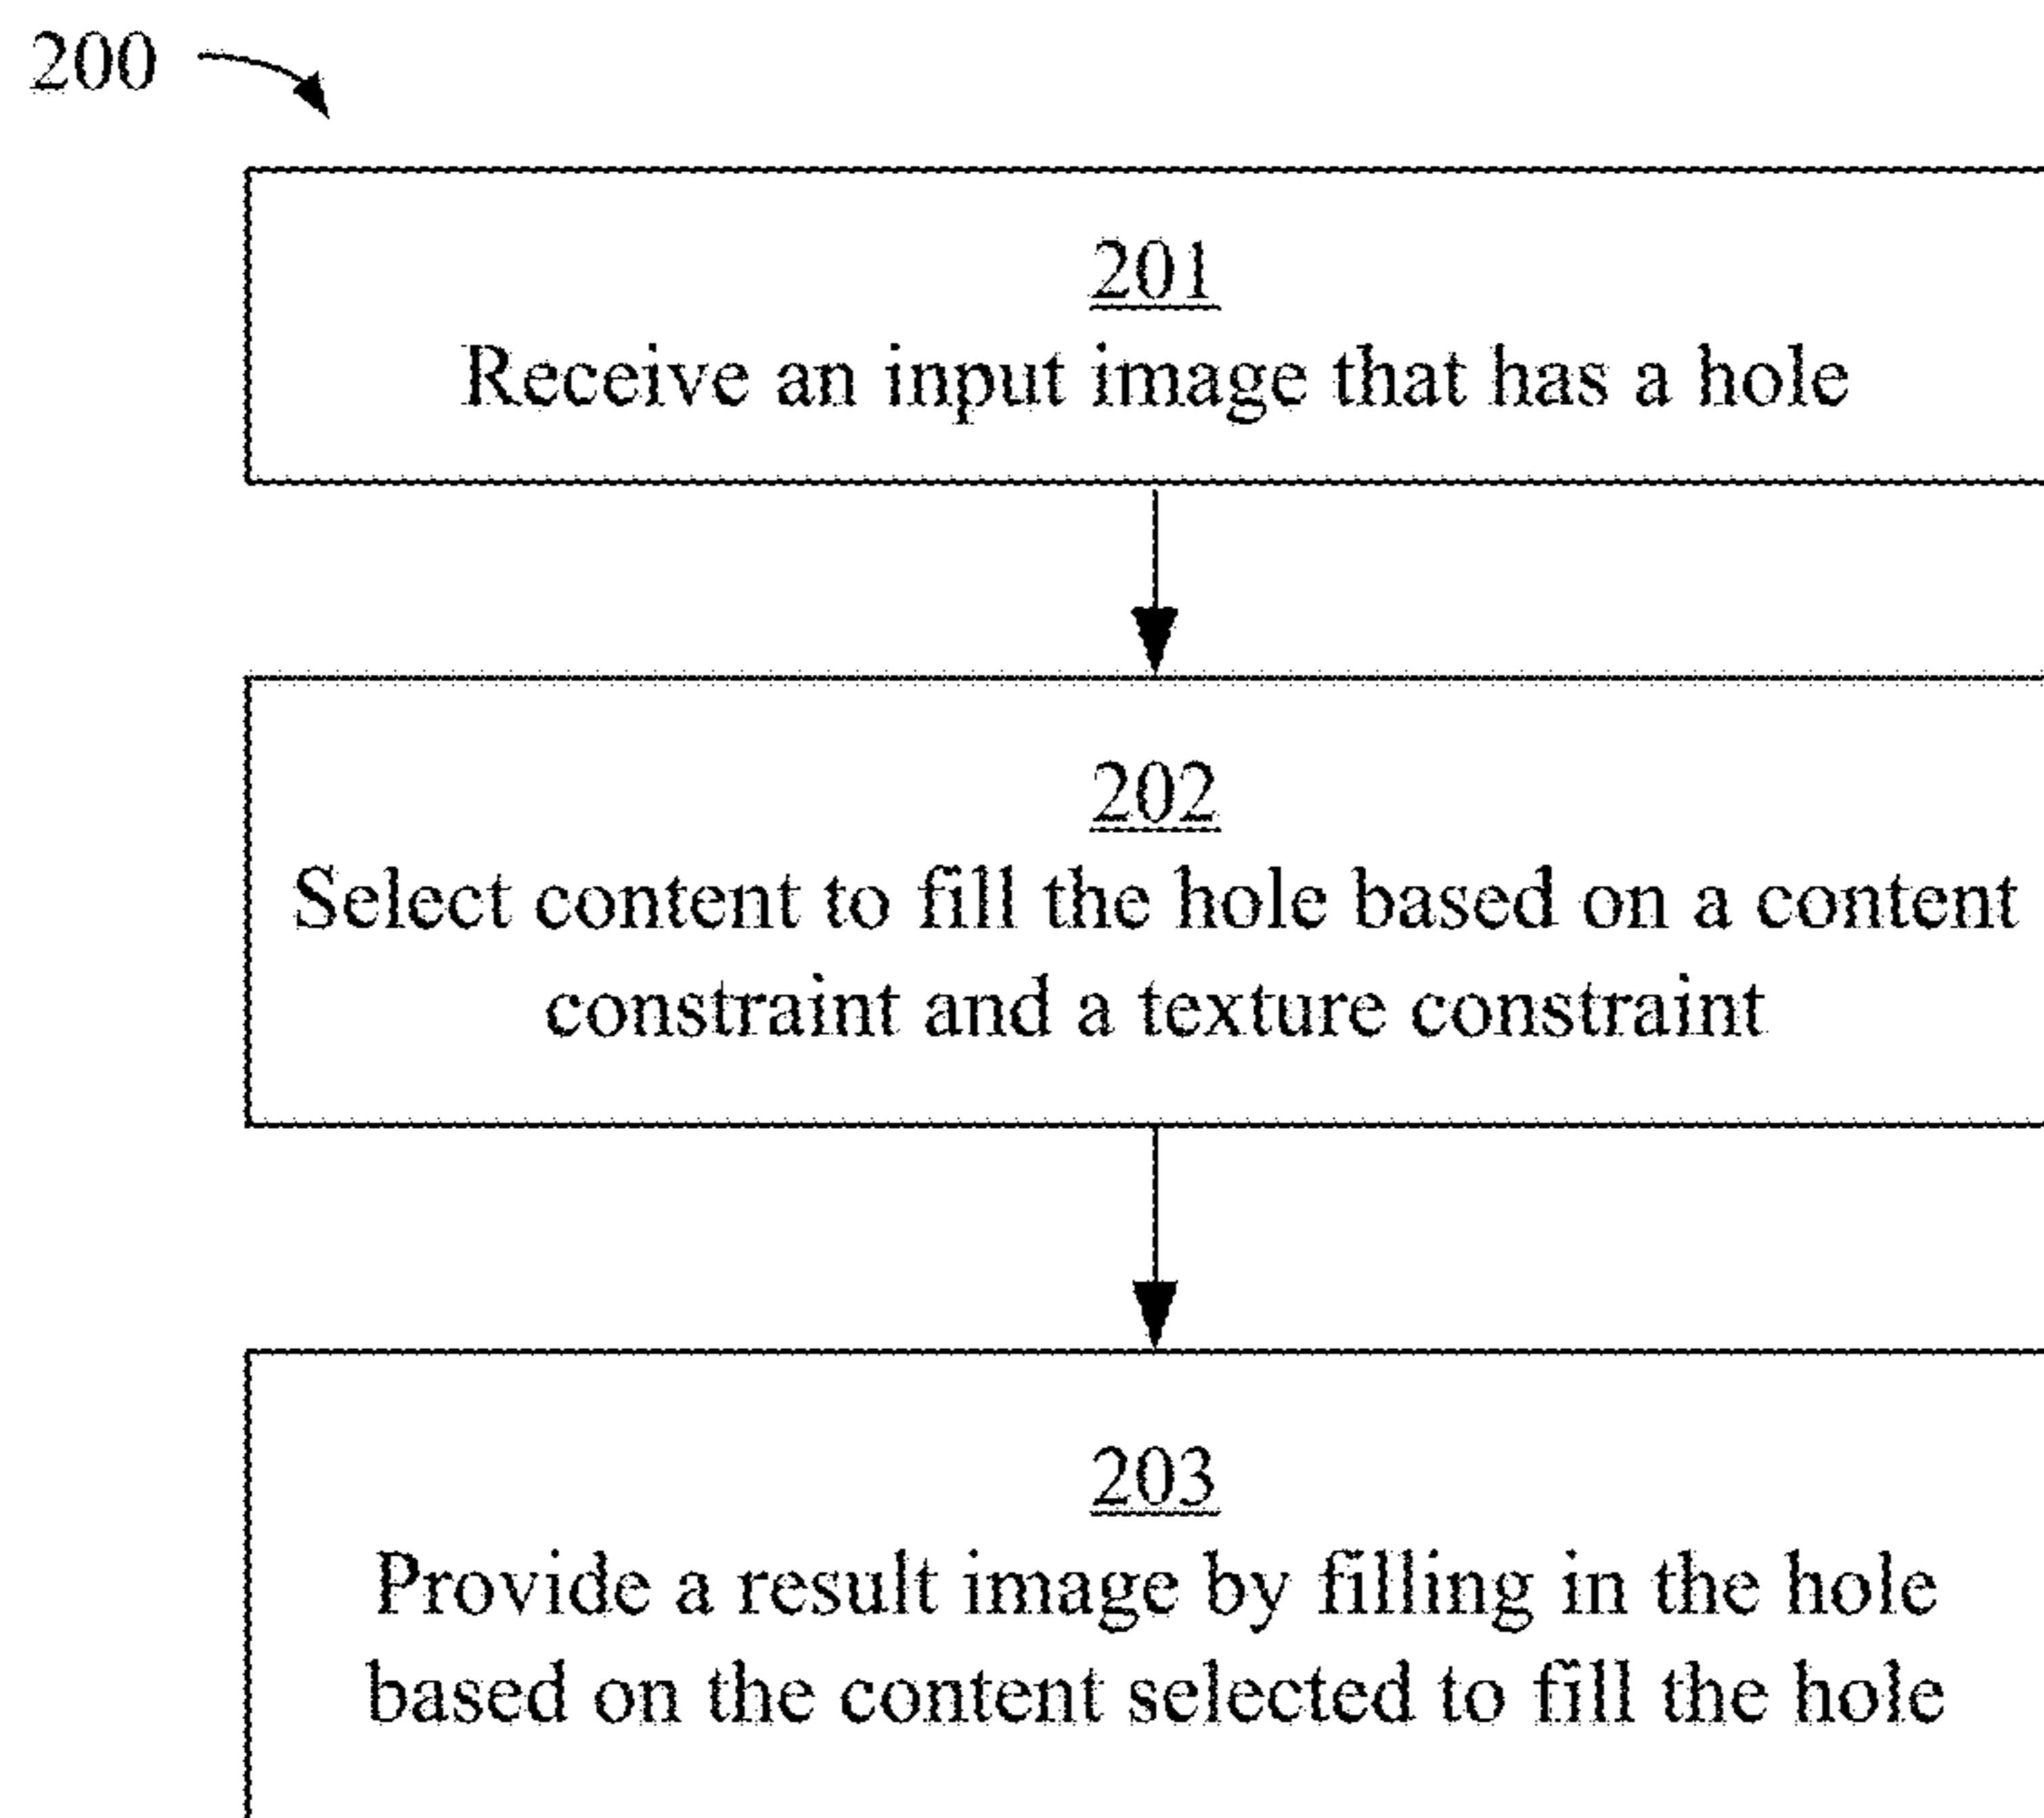 200
201
Receive an input image that has a hole
202
Select content to fill the hole based on a content
constraint and a texture constraint
203
Provide a result image by filling in the hole
based on the content selected to fill the hole